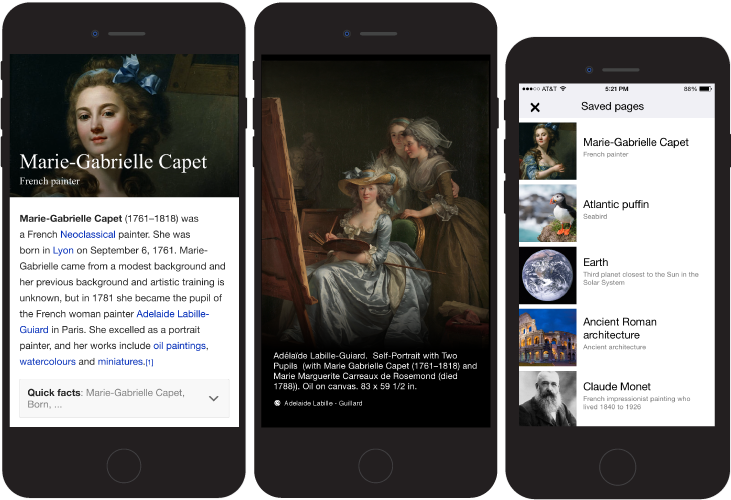 Marie-Gabrielle Capet
French painter
Marie-Gabrielle Capet (1761–1818) was
a French Neoclassical painter. She was
born in Lyon on September 6, 1761. Marie-
Gabrielle came from a modest background and
her previous background and artistic training is
unknown, but in 1781 she became the pupil of
the French woman painter Adelaide Labille-
Guiard in Paris. She excelled as a portrait
painter, and her works include oil paintings,
watercolours and miniatures.[1]
Quick facts: Marie-Gabrielle Capet,
Born, ...
Adélaïde Labille-Guiard. Self-Portrait with Two
Pupils (with Marie Gabrielle Capet (1761-1818) and
Marie Marguerite Carreaux de Rosemond (died
1788)). Oil on canvas. 83 x 59 1/2 in.
Adelaide Labille - Guillard
AT&T 5:21 PM 88%
Saved pages
Marie-Gabrielle Capet
French painter
Atlantic puffin
Seabird
Earth
Third planet closest to the Sun in the
Solar System
Ancient Roman
architecture
Ancient architecture
Claude Monet
French impressionist painting who
lived 1840 to 1926